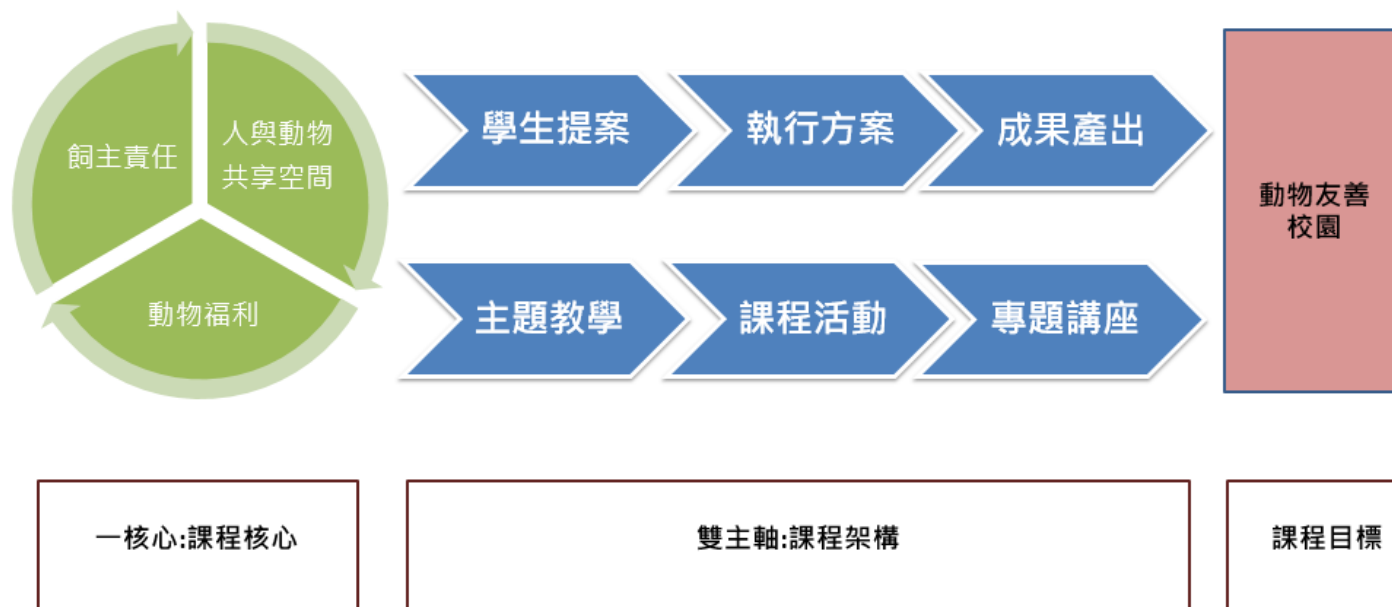 飼主責任
人與動物
共享空間
動物福利
學生提案
執行方案
成果產出
主題教學
課程活動
專題講座
動物友善
校園
一核心:課程核心
雙主軸:課程架構
課程目標